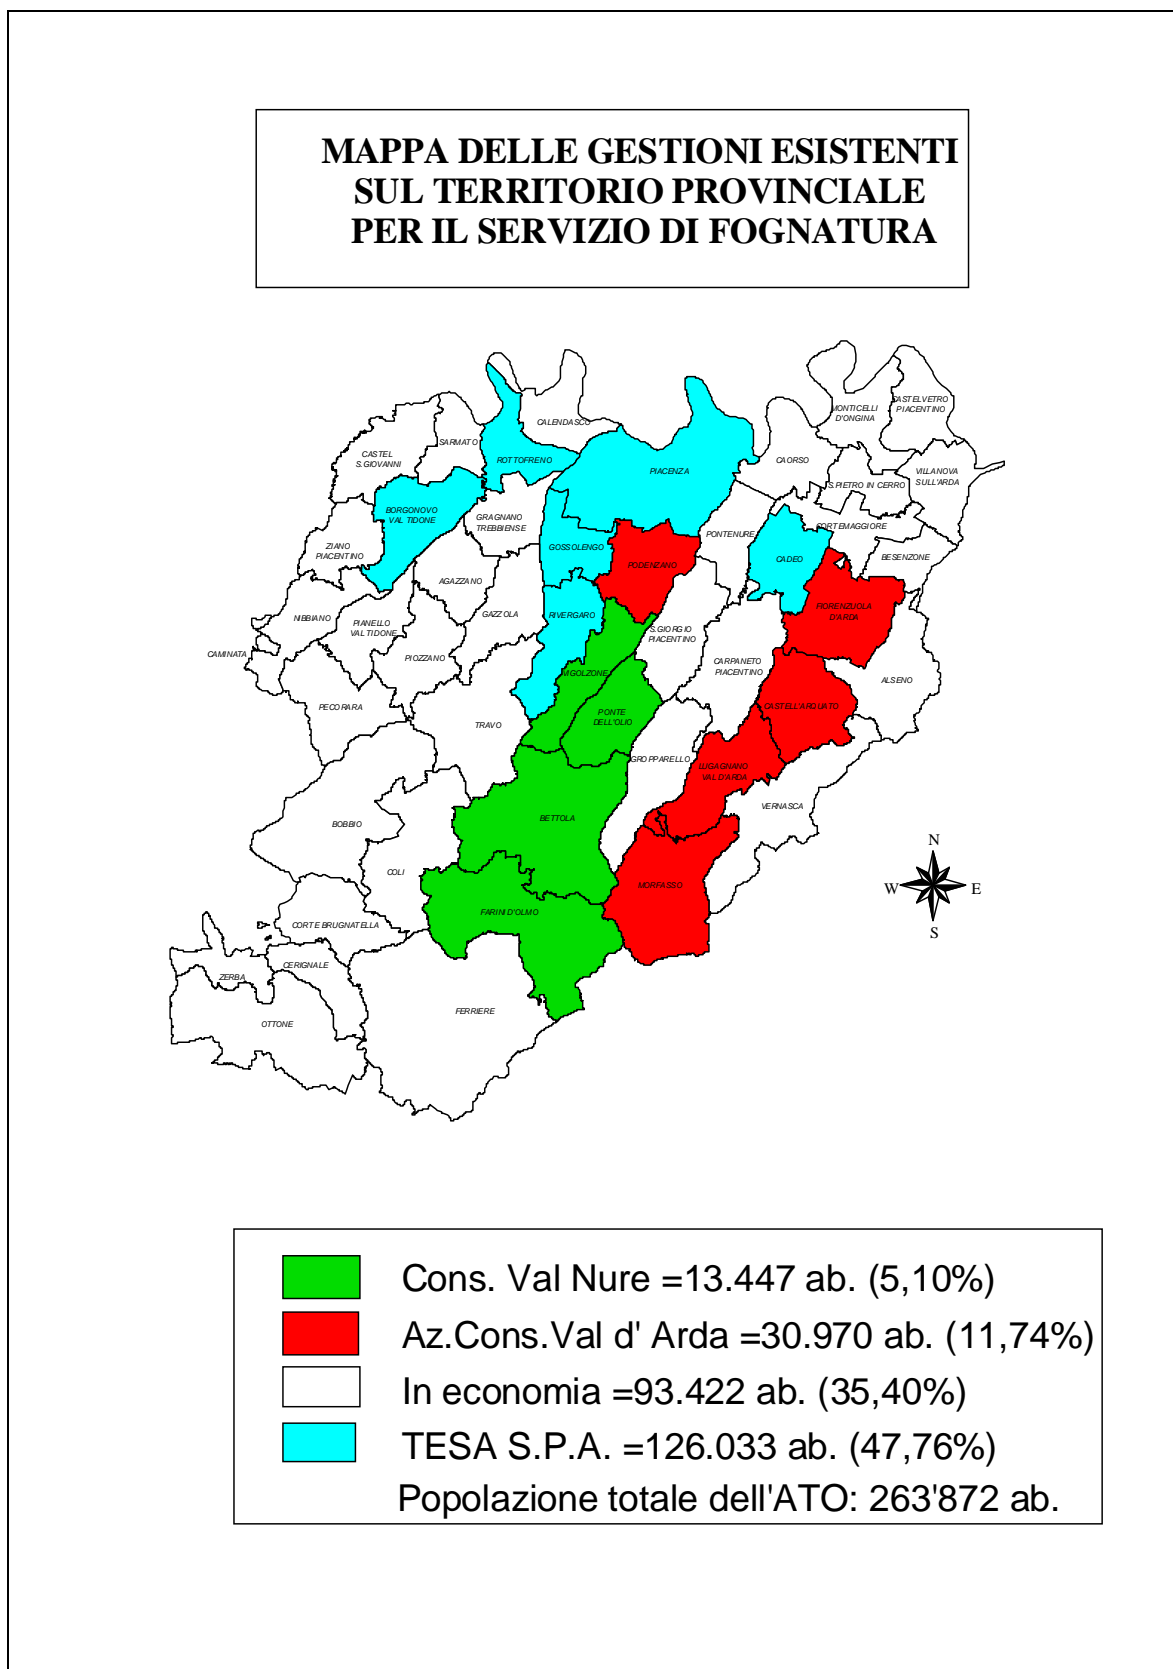 MAPPA DELLE GESTIONI ESISTENTI
SUL TERRITORIO PROVINCIALE
PER IL SERVIZIO DI FOGNATURA
CASTELVETRO
PIACENTINO
MONTICELLI
D'ONGINA
CALENDASCO
SARMATO
CASTEL
S.GIOVANNI
ROTTOFRENO
PIACENZA
CAORSO
VILLANOVA
SULL'ARDA
S.PIETRO IN CERRO
BORGONOVO
VAL TIDONE
GRAGNANO
TREBBIENSE
CORTEMAGGIORE
PONTENURE
ZIANO
PIACENTINO
GOSSOLENGO
PODENZANO
CADEO
BESENZONE
AGAZZANO
NIBBIANO
PIANELLO
VAL TIDONE
GAZZOLA
RIVERGARO
S.GIORGIO
PIACENTINO
FIORENZUOLA
D'ARDA
CAMINATA
PIOZZANO
VIGOLZONE
CARPANETO
PIACENTINO
ALSENO
PECORARA
TRAVO
PONTE
DELL'OLIO
CASTELL'ARQUATO
GROPPARELLO
LUGAGNANO
VAL D'ARDA
VERNASCA
BOBBIO
BETTOLA
COLI
MORFASSO
FARINI D'OLMO
CORTE BRUGNATELLA
CERIGNALE
ZERBA
OTTONE
FERRIERE
N
W E
S
Cons. Val Nure =13.447 ab. (5,10%)
Az.Cons.Val d' Arda =30.970 ab. (11,74%)
In economia =93.422 ab. (35,40%)
TESA S.P.A. =126.033 ab. (47,76%)
Popolazione totale dell'ATO: 263'872 ab.